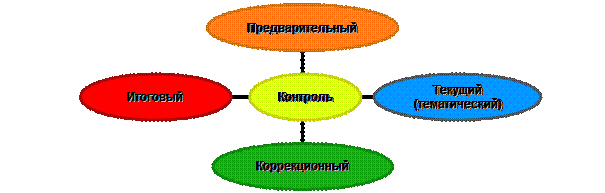 Предварительный
Итоговый
Контроль
Текущий
(тематический)
Коррекционный